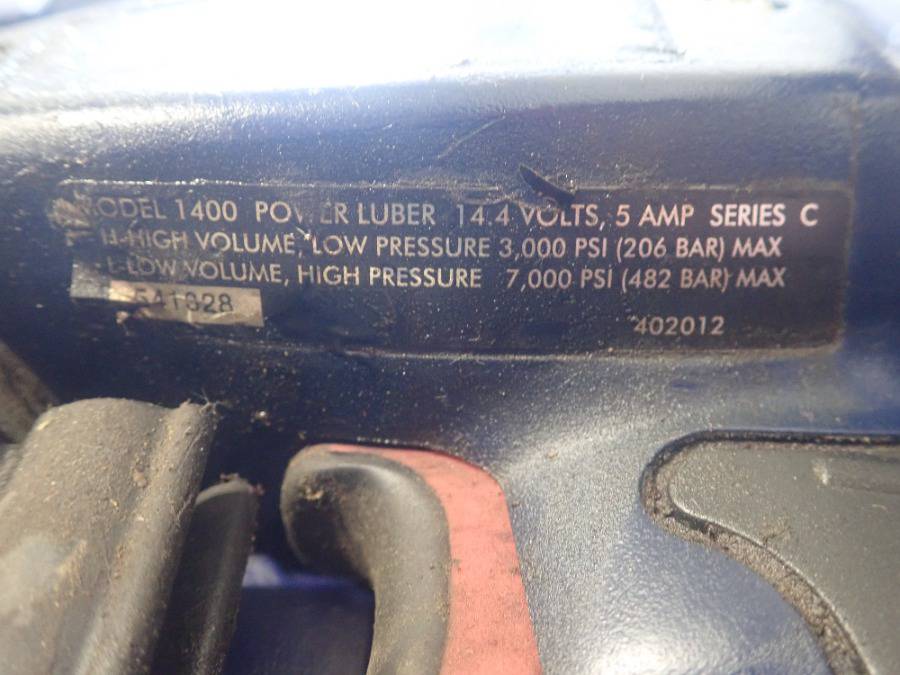 MODEL 1400 POWER LUBER 14.4 VOLTS, 5 AMP SERIES C
H-HIGH VOLUME, LOW PRESSURE 3,000 PSI (206 BAR) MAX
L-LOW VOLUME, HIGH PRESSURE 7,000 PSI (482 BAR) MAX
541328
402012